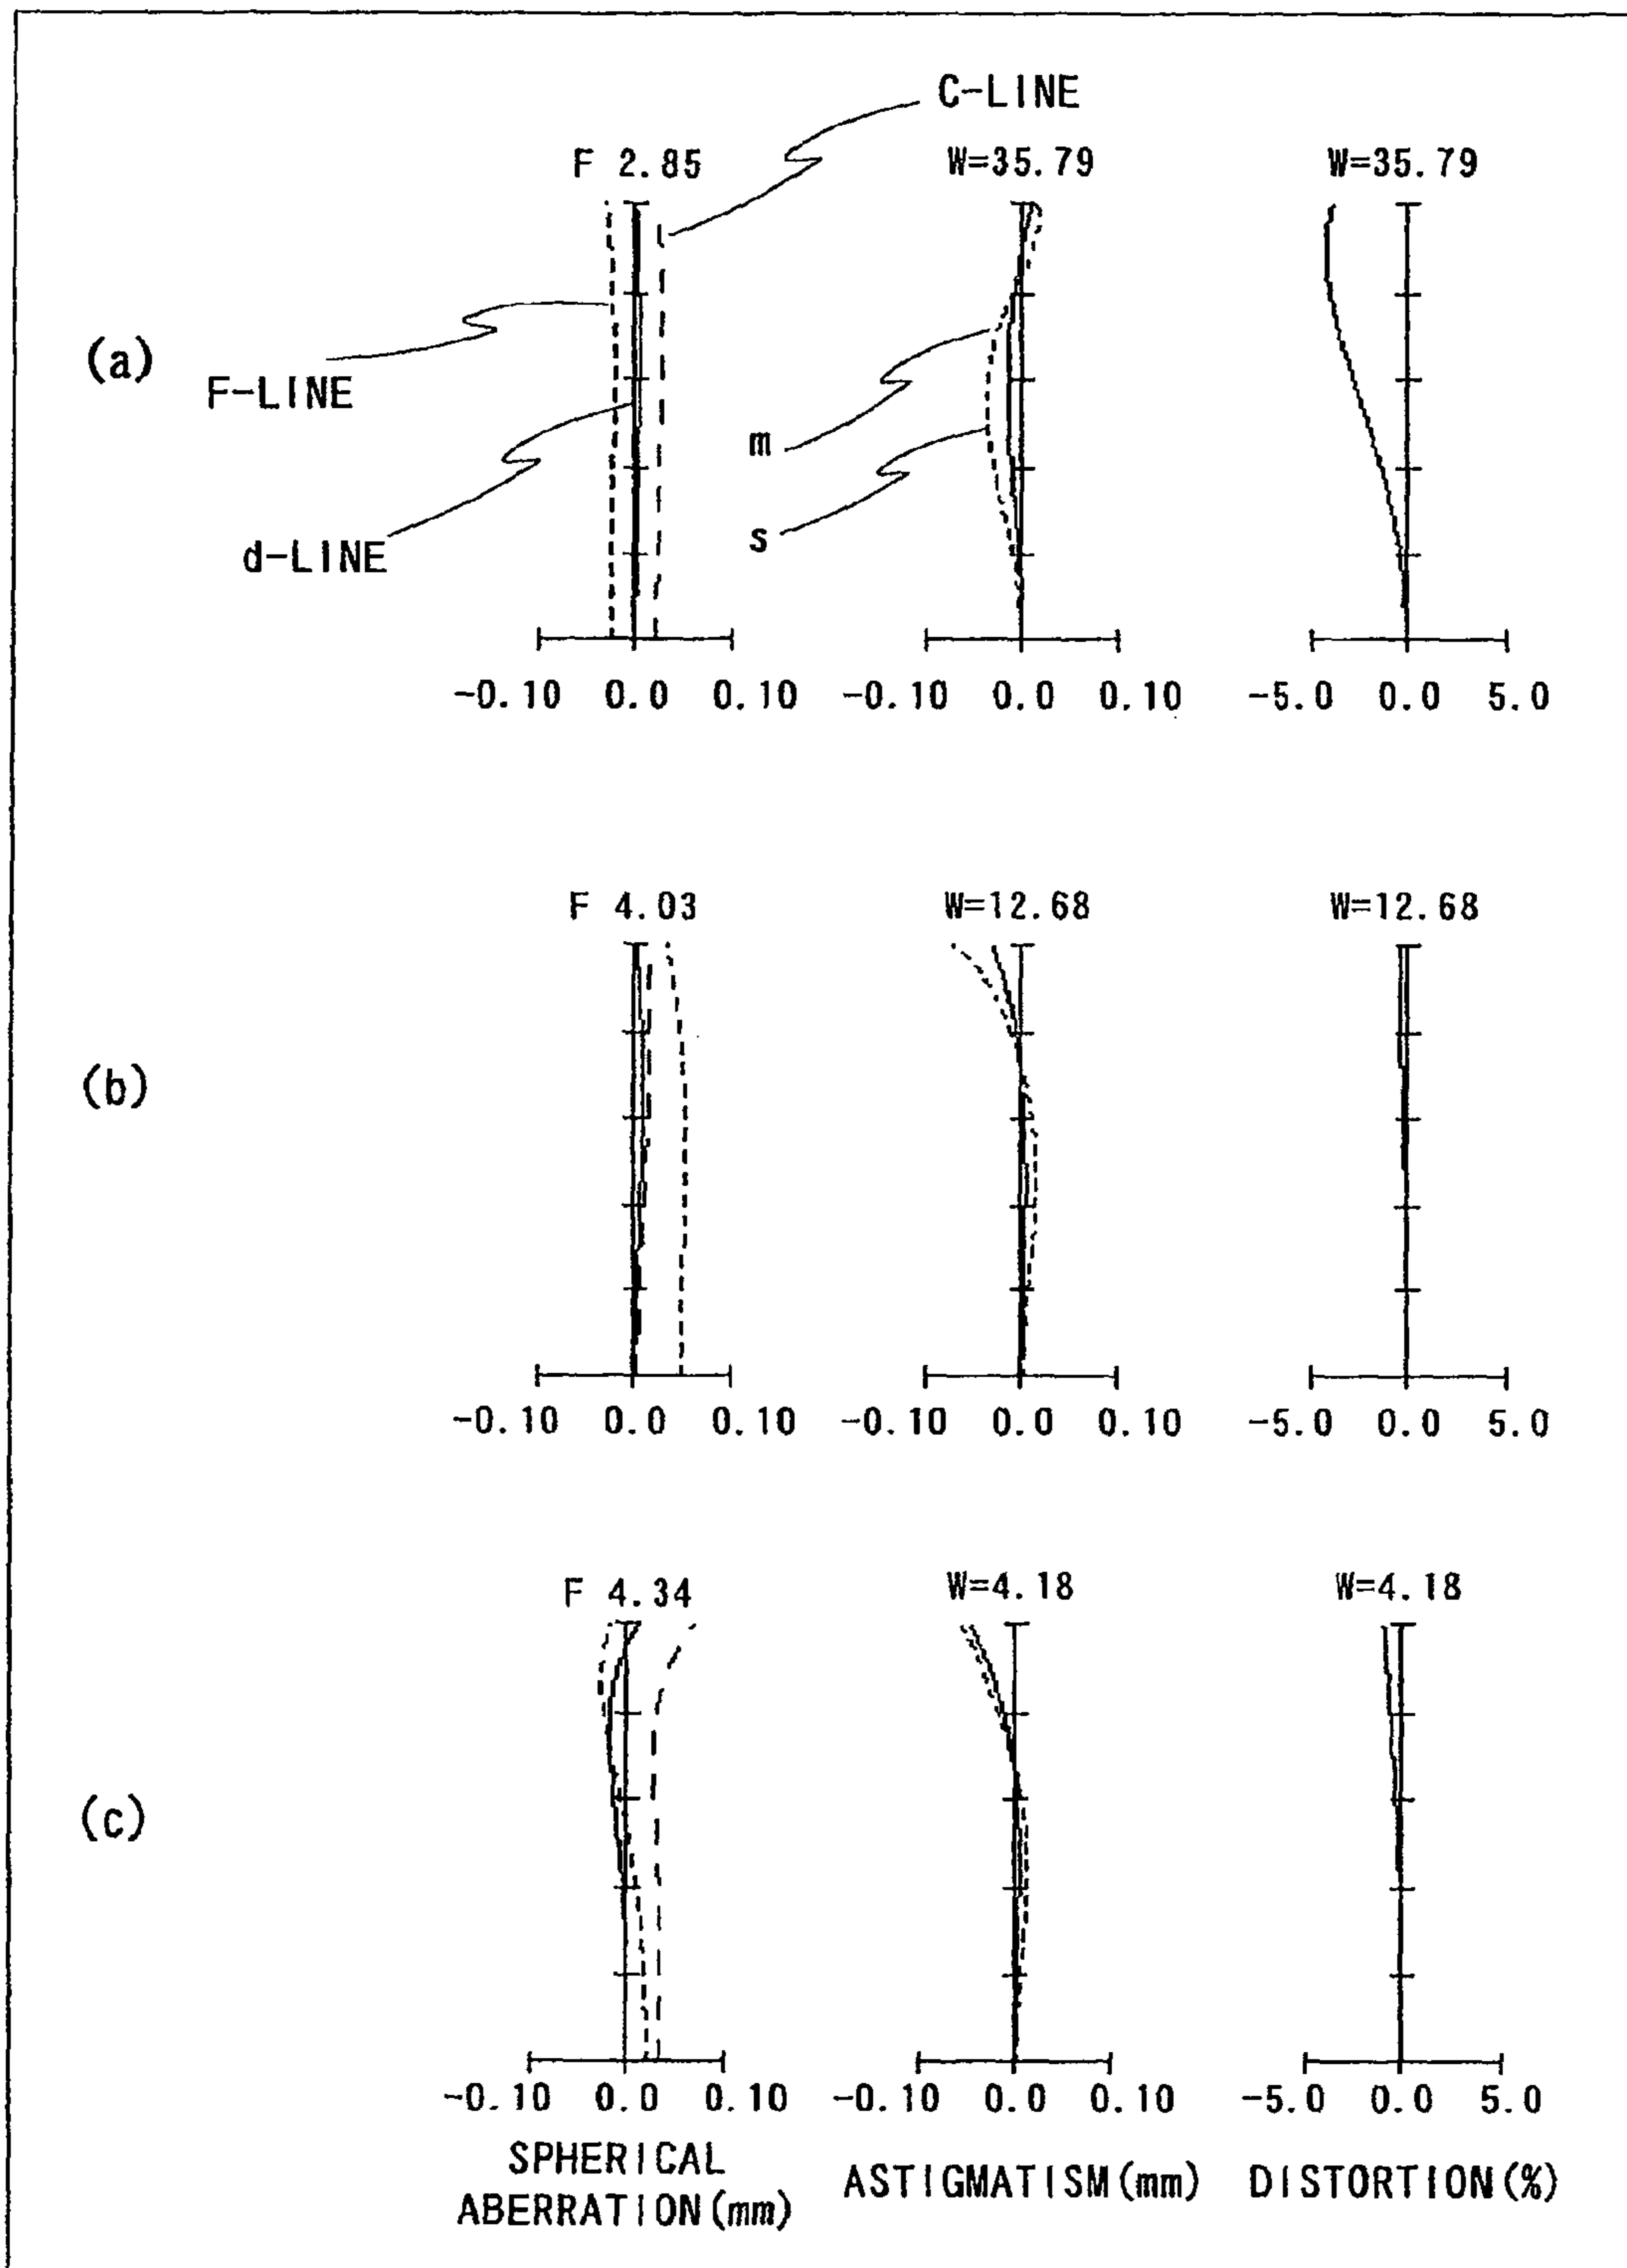 C-LINE
F 2.85 W=35.79 W=35.79
(a)
F-LINE
m
s
d-LINE
-0.10 0.0 0.10 -0.10 0.0 0.10 -5.0 0.0 5.0
F 4.03 W=12.68 W=12.68
(b)
-0.10 0.0 0.10 -0.10 0.0 0.10 -5.0 0.0 5.0
F 4.34 W=4.18 W=4.18
(c)
-0.10 0.0 0.10 -0.10 0.0 0.10 -5.0 0.0 5.0
SPHERICAL
ABERRATION(mm) ASTIGMATISM(mm) DISTORTION(%)